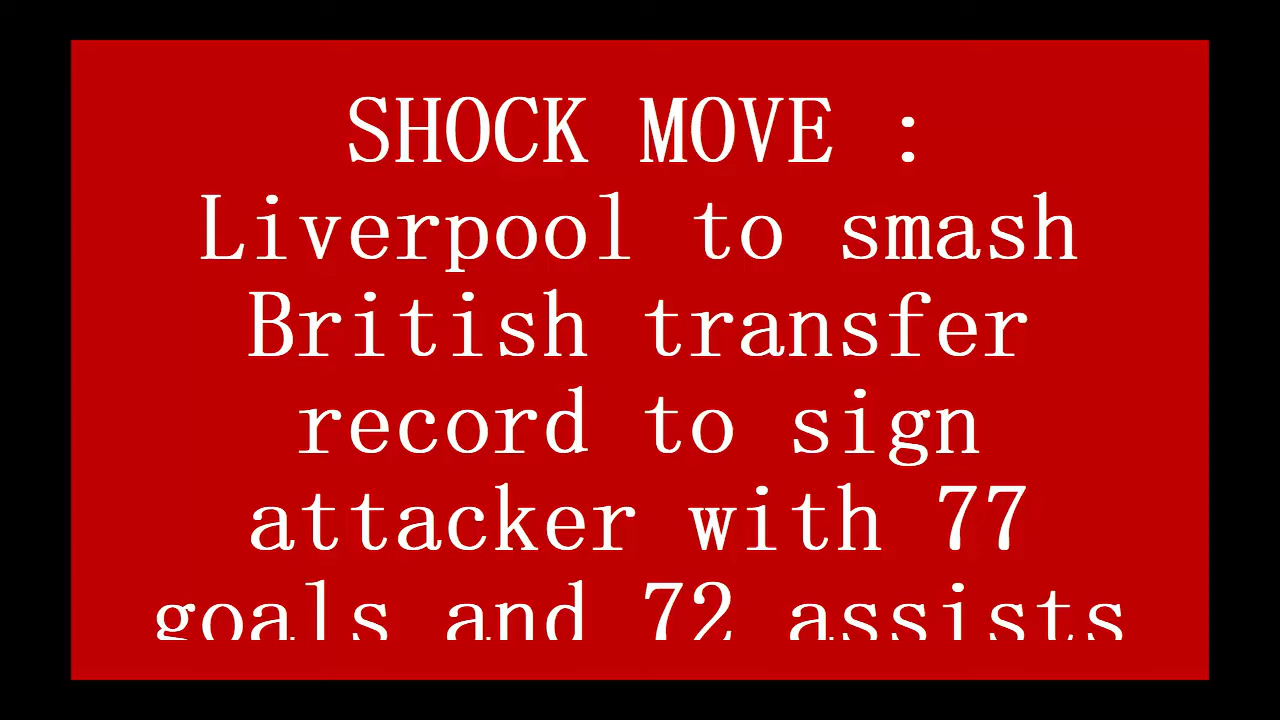 SHOCK MOVE :
Liverpool to smash
British transfer
record to sign
attacker with 77
goals and 72 assists